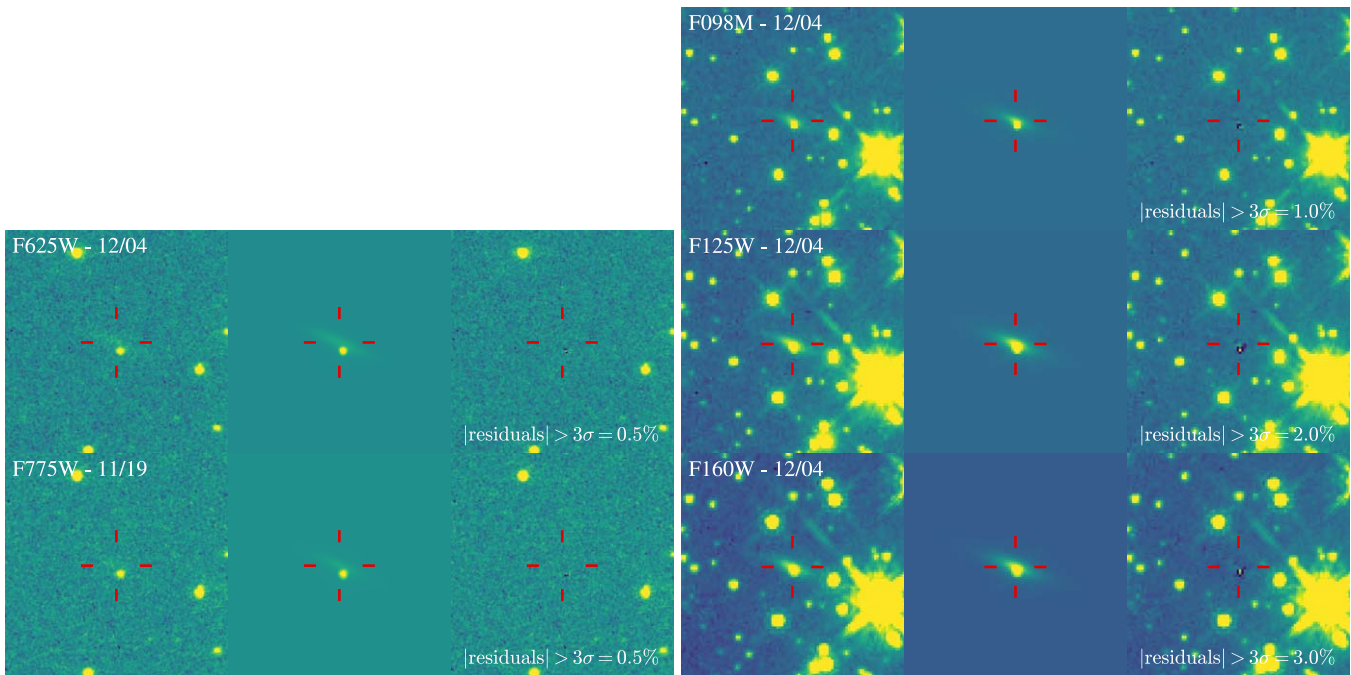 F098M - 12/04
|residuals| > 3σ = 1.0%
F625W - 12/04
|residuals| > 3σ = 0.5%
F125W - 12/04
|residuals| > 3σ = 2.0%
F775W - 11/19
|residuals| > 3σ = 0.5%
F160W - 12/04
|residuals| > 3σ = 3.0%